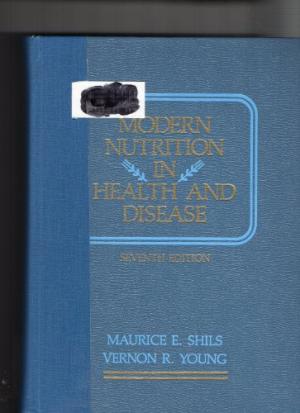 MODERN
NUTRITION
IN
HEALTH AND
DISEASE
SEVENTH EDITION
MAURICE E. SHILS
VERNON R. YOUNG